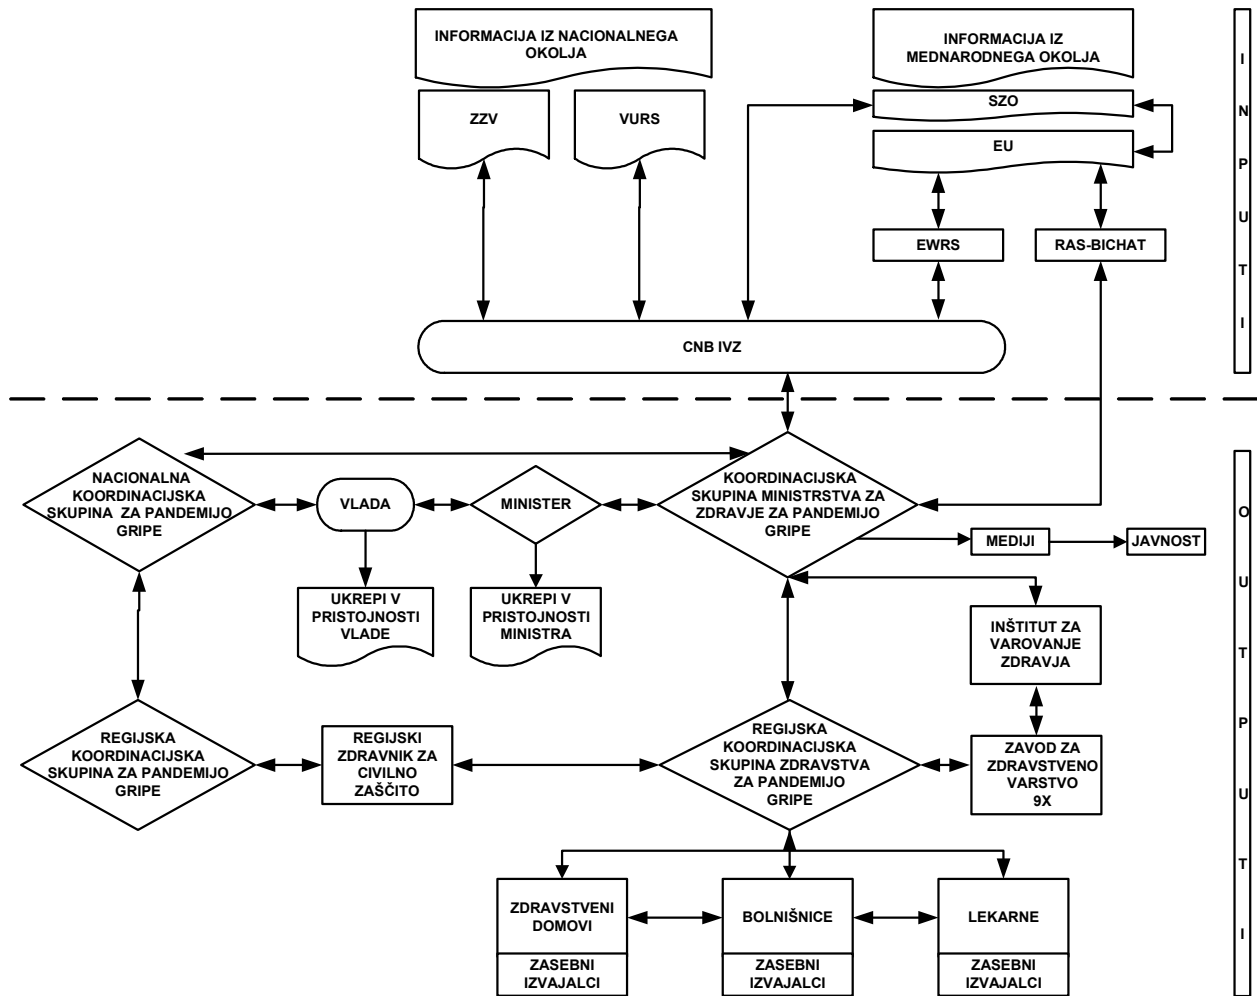 INFORMACIJA IZ NACIONALNEGA
OKOLJA
INFORMACIJA IZ
MEDNARODNEGA OKOLJA
ZZV
VURS
SZO
EU
EWRS
RAS-BICHAT
CNB IVZ
I
N
P
U
T
I
NACIONALNA
KOORDINACIJSKA
SKUPINA ZA PANDEMIJO
GRIPE
VLADA
MINISTER
KOORDINACIJSKA
SKUPINA MINISTRSTVA ZA
ZDRAVJE ZA PANDEMIJO
GRIPE
MEDIJI
JAVNOST
UKREPI V
PRISTOJNOSTI
VLADE
UKREPI V
PRISTOJNOSTI
MINISTRA
INŠTITUT ZA
VAROVANJE
ZDRAVJA
REGIJSKA
KOORDINACIJSKA
SKUPINA ZA PANDEMIJO
GRIPE
REGIJSKI
ZDRAVNIK ZA
CIVILNO
ZAŠČITO
REGIJSKA
KOORDINACIJSKA
SKUPINA ZDRAVSTVA
ZA PANDEMIJO
GRIPE
ZAVOD ZA
ZDRAVSTVENO
VARSTVO
9X
ZDRAVSTVENI
DOMOVI
BOLNIŠNICE
LEKARNE
ZASEBNI
IZVAJALCI
ZASEBNI
IZVAJALCI
ZASEBNI
IZVAJALCI
O
U
T
P
U
T
I